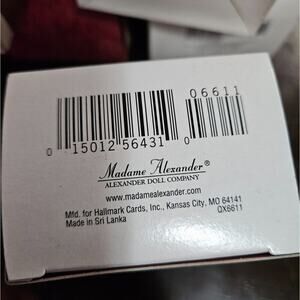 06611
0 15012 56431 0
Madame Alexander®
ALEXANDER DOLL COMPANY
www.madamealexander.com
Mfd. for Hallmark Cards, Inc., Kansas City, MO 64141
Made in Sri Lanka QX6611